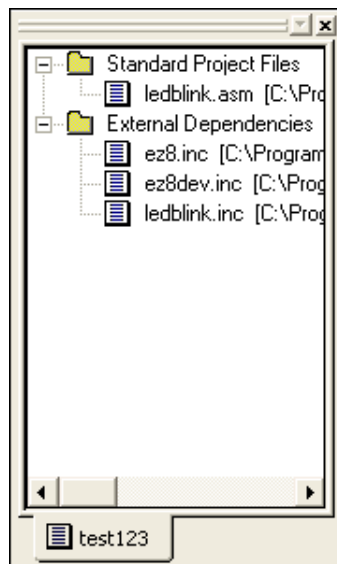 Standard Project Files
ledblink.asm [C:\Pro
External Dependencies
ez8.inc [C:\Program
ez8dev.inc [C:\Prog
ledblink.inc [C:\Prog
test123